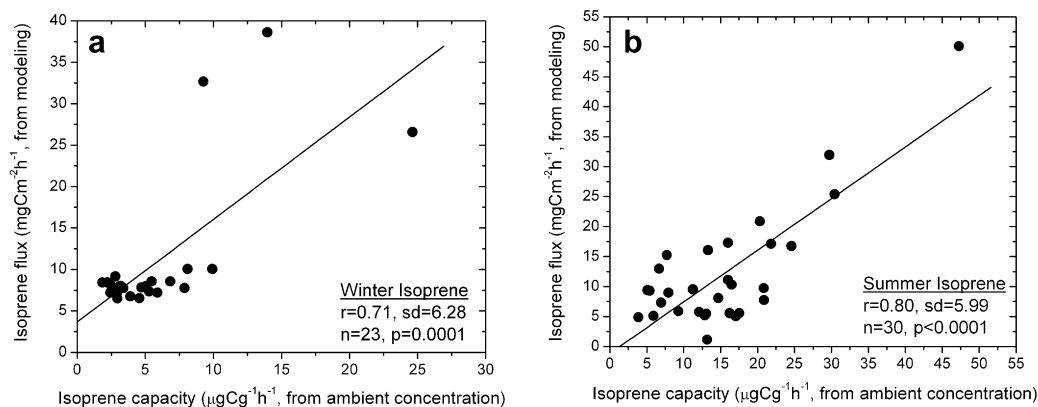 a
Isoprene flux (mgCm⁻²h⁻¹, from modeling)
40
35
30
25
20
15
10
5
0
Winter Isoprene
r=0.71, sd=6.28
n=23, p=0.0001
0 5 10 15 20 25 30
Isoprene capacity (μgCg⁻¹h⁻¹, from ambient concentration)
b
Isoprene flux (mgCm⁻²h⁻¹, from modeling)
55
50
45
40
35
30
25
20
15
10
5
0
Summer Isoprene
r=0.80, sd=5.99
n=30, p<0.0001
0 5 10 15 20 25 30 35 40 45 50 55
Isoprene capacity (μgCg⁻¹h⁻¹, from ambient concentration)